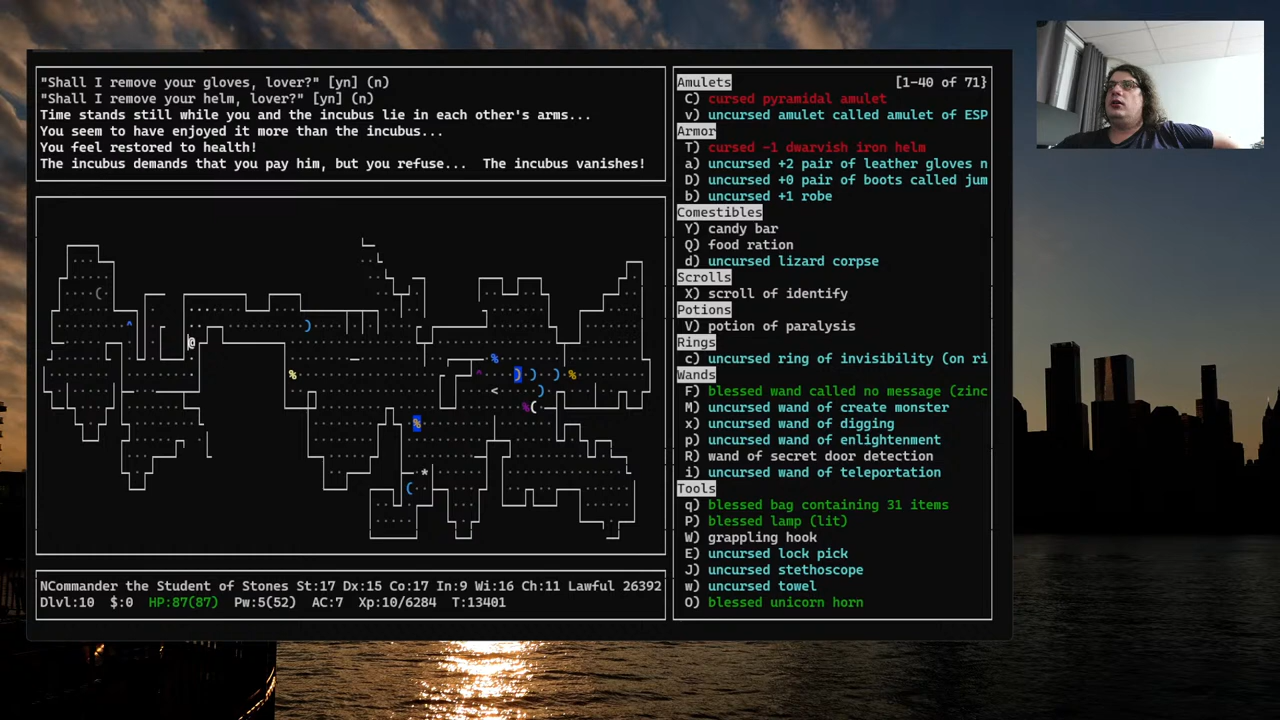 "Shall I remove your gloves, lover?" [yn] (n)
"Shall I remove your helm, lover?" [yn] (n)
Time stands still while you and the incubus lie in each other's arms...
You seem to have enjoyed it more than the incubus...
You feel restored to health!
The incubus demands that you pay him, but you refuse...  The incubus vanishes!
NCommander the Student of Stones St:17 Dx:15 Co:17 In:9 Wi:16 Ch:11 Lawful 26392
Dlvl:10 $:0 HP:87(87) Pw:5(52) AC:7 Xp:10/6284 T:13401
Amulets [1-40 of 71}
C) cursed pyramidal amulet
v) uncursed amulet called amulet of ESP
Armor
T) cursed -1 dwarvish iron helm
a) uncursed +2 pair of leather gloves n
D) uncursed +0 pair of boots called jum
b) uncursed +1 robe
Comestibles
Y) candy bar
Q) food ration
d) uncursed lizard corpse
Scrolls
X) scroll of identify
Potions
V) potion of paralysis
Rings
c) uncursed ring of invisibility (on ri
Wands
F) blessed wand called no message (zinc
M) uncursed wand of create monster
x) uncursed wand of digging
p) uncursed wand of enlightenment
R) wand of secret door detection
i) uncursed wand of teleportation
Tools
q) blessed bag containing 31 items
P) blessed lamp (lit)
W) grappling hook
E) uncursed lock pick
J) uncursed stethoscope
w) uncursed towel
O) blessed unicorn horn